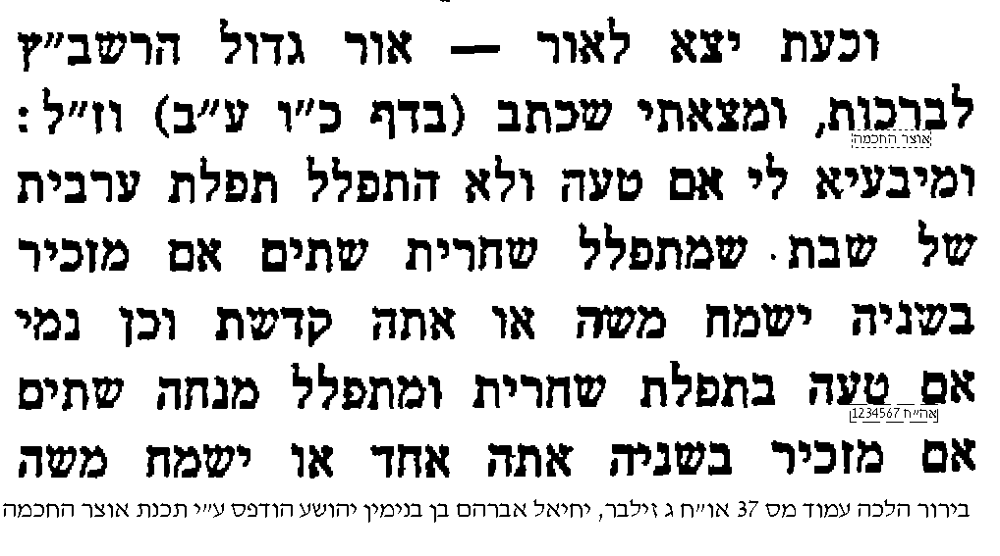 וכעת יצא לאור — אור גדול הרשב״ץ
לברכות, ומצאתי שכתב (בדף כ״ו ע״ב) וז״ל:
אוצר החכמה
ומיבעיא לי אם טעה ולא התפלל תפלת ערבית
של שבת. שמתפלל שחרית שתים אם מזכיר
בשניה ישמח משה או אתה קדשת וכן נמי
אם טעה בתפלת שחרית ומתפלל מנחה שתים
אה״ח 1234567
אם מזכיר בשניה אתה אחד או ישמח משה
בירור הלכה עמוד מס 37 או״ח ג זילבר, יחיאל אברהם בן בנימין יהושע הודפס ע״י תכנת אוצר החכמה